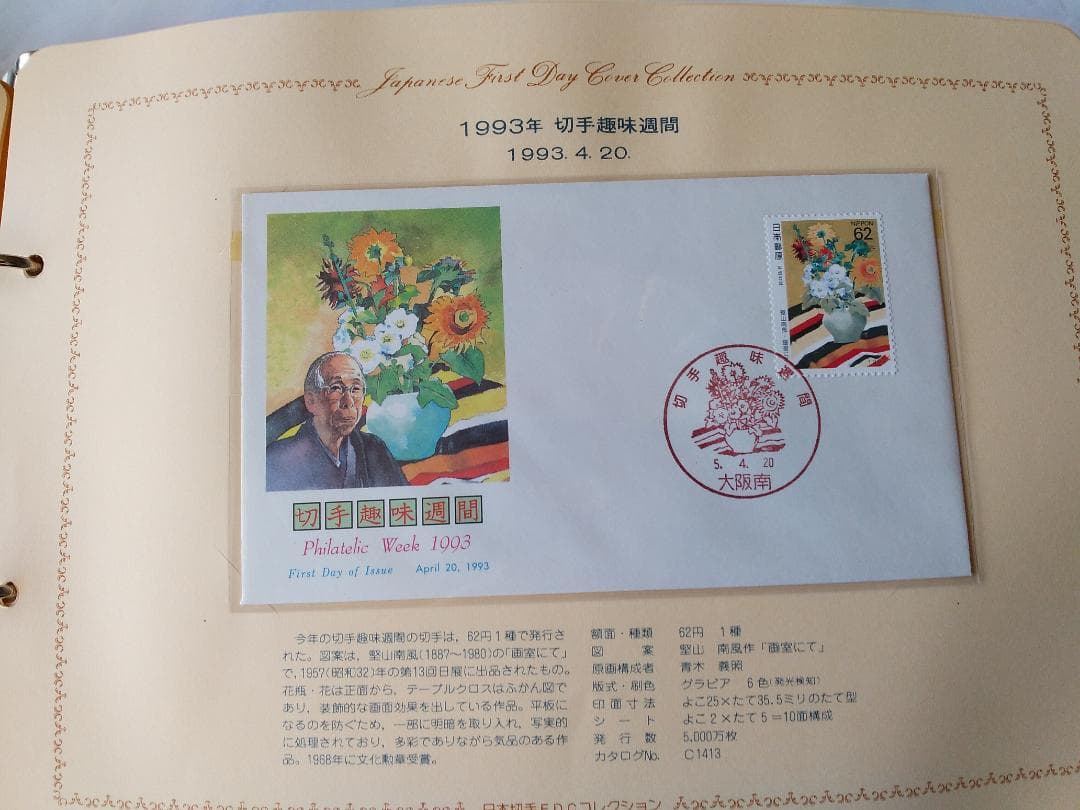 Japanese First Day Cover Collection
1993年 切手趣味週間
1993. 4. 20.
日本郵便
NIPPON
62
切手趣味週間
5. 4. 20
大阪南
切手趣味週間
Philatelic Week 1993
First Day of Issue April 20, 1993
今年の切手趣味週間の切手は，62円1種で発行さ
れた。図案は，堅山南風(1887〜1980)の「画室にて」
で，1957(昭和32)年の第13回日展に出品されたもの。
花瓶・花は正面から，テーブルクロスはふかん図で
あり，装飾的な画面効果を出している作品。平板に
なるのを防ぐため，一部に明暗を取り入れ，写実的
に処理されており，多彩でありながら気品のある作
品。1968年に文化勲章受賞。
額面・種類 62円 1種
図案 堅山 南風作「画室にて」
原画構成者 青木 義照
版式・刷色 グラビア 6色(発光検知)
印面寸法 よこ25×たて35.5ミリのたて型
シート よこ2×たて5＝10面構成
発行数 5,000万枚
カタログNo. C1413
日本切手FDCコレクション